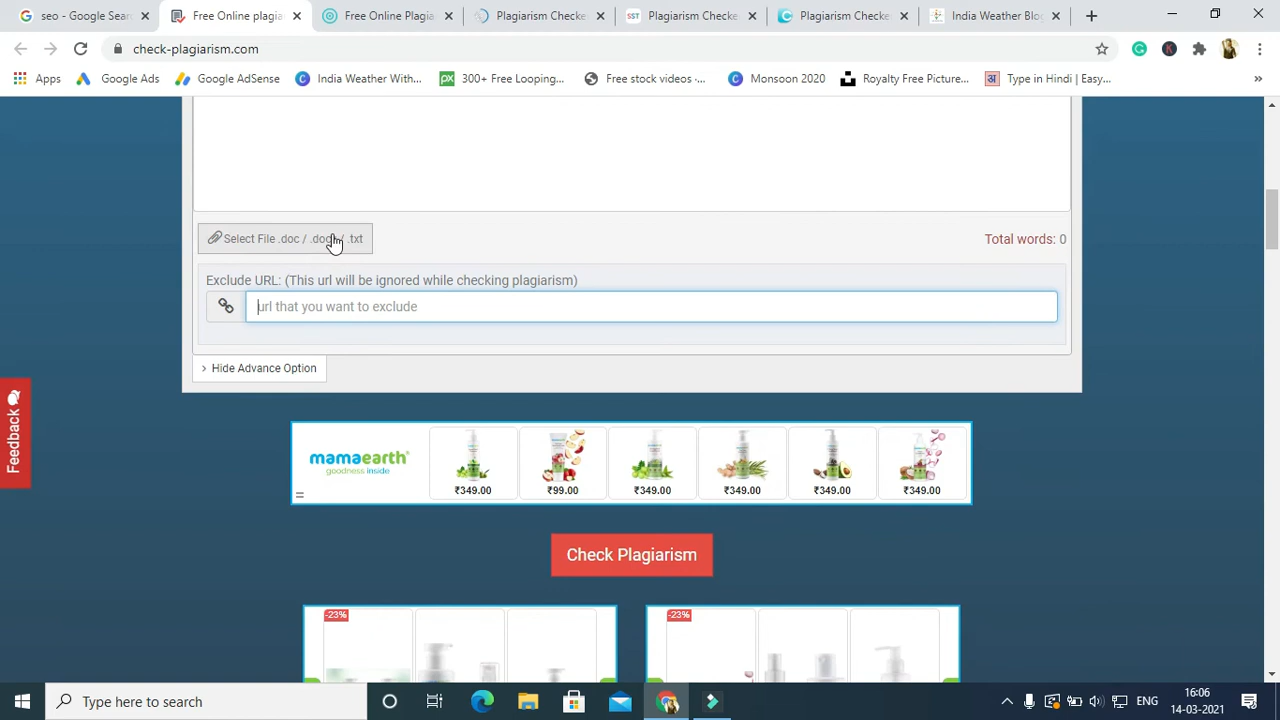 seo - Google Sear
Free Online plagia
Free Online Plagia
Plagiarism Checke
Plagiarism Checke
Plagiarism Checke
India Weather Blo
check-plagiarism.com
Apps
Google Ads
Google AdSense
India Weather With...
300+ Free Looping...
Free stock videos -...
Monsoon 2020
Royalty Free Picture...
Type in Hindi | Easy...
Select File .doc / .docx / .txt
Total words: 0
Exclude URL: (This url will be ignored while checking plagiarism)
url that you want to exclude
Hide Advance Option
Feedback
mamaearth
goodness inside
₹349.00
₹99.00
₹349.00
₹349.00
₹349.00
₹349.00
Check Plagiarism
-23%
-23%
Type here to search
ENG
16:06
14-03-2021